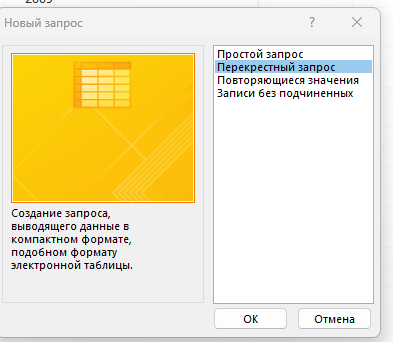 2009
Новый запрос
?
Простой запрос
Перекрестный запрос
Повторяющиеся значения
Записи без подчиненных
Создание запроса,
выводящего данные в
компактном формате,
подобном формату
электронной таблицы.
ОК
Отмена